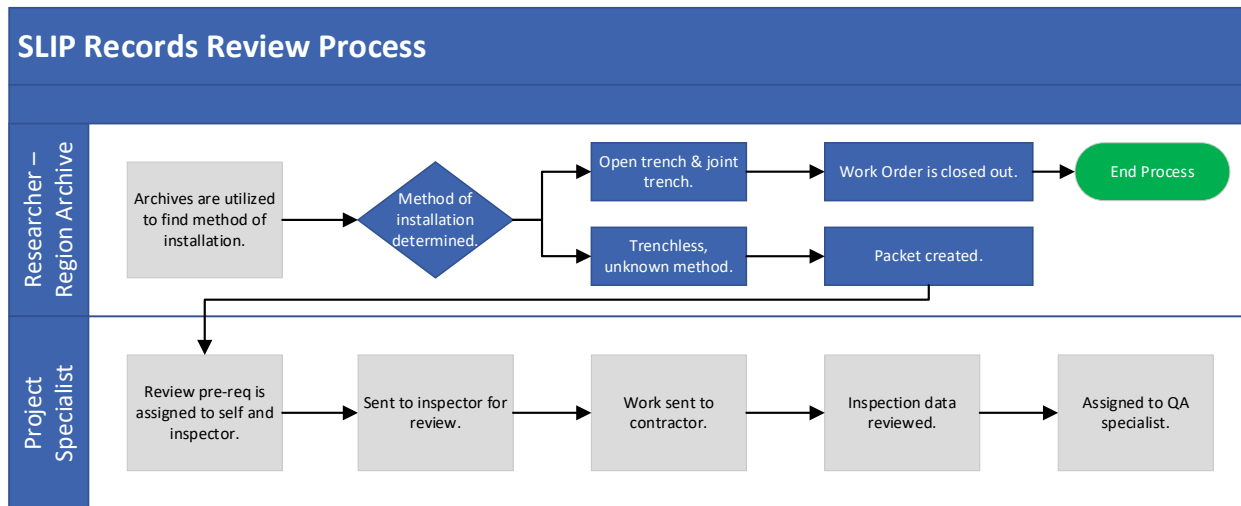 SLIP Records Review Process
Researcher –
Region Archive
Archives are utilized
to find method of
installation.
Method of
installation
determined.
Open trench & joint
trench.
Work Order is closed out.
End Process
Trenchless,
unknown method.
Packet created.
Project
Specialist
Review pre-req is
assigned to self and
inspector.
Sent to inspector for
review.
Work sent to
contractor.
Inspection data
reviewed.
Assigned to QA
specialist.